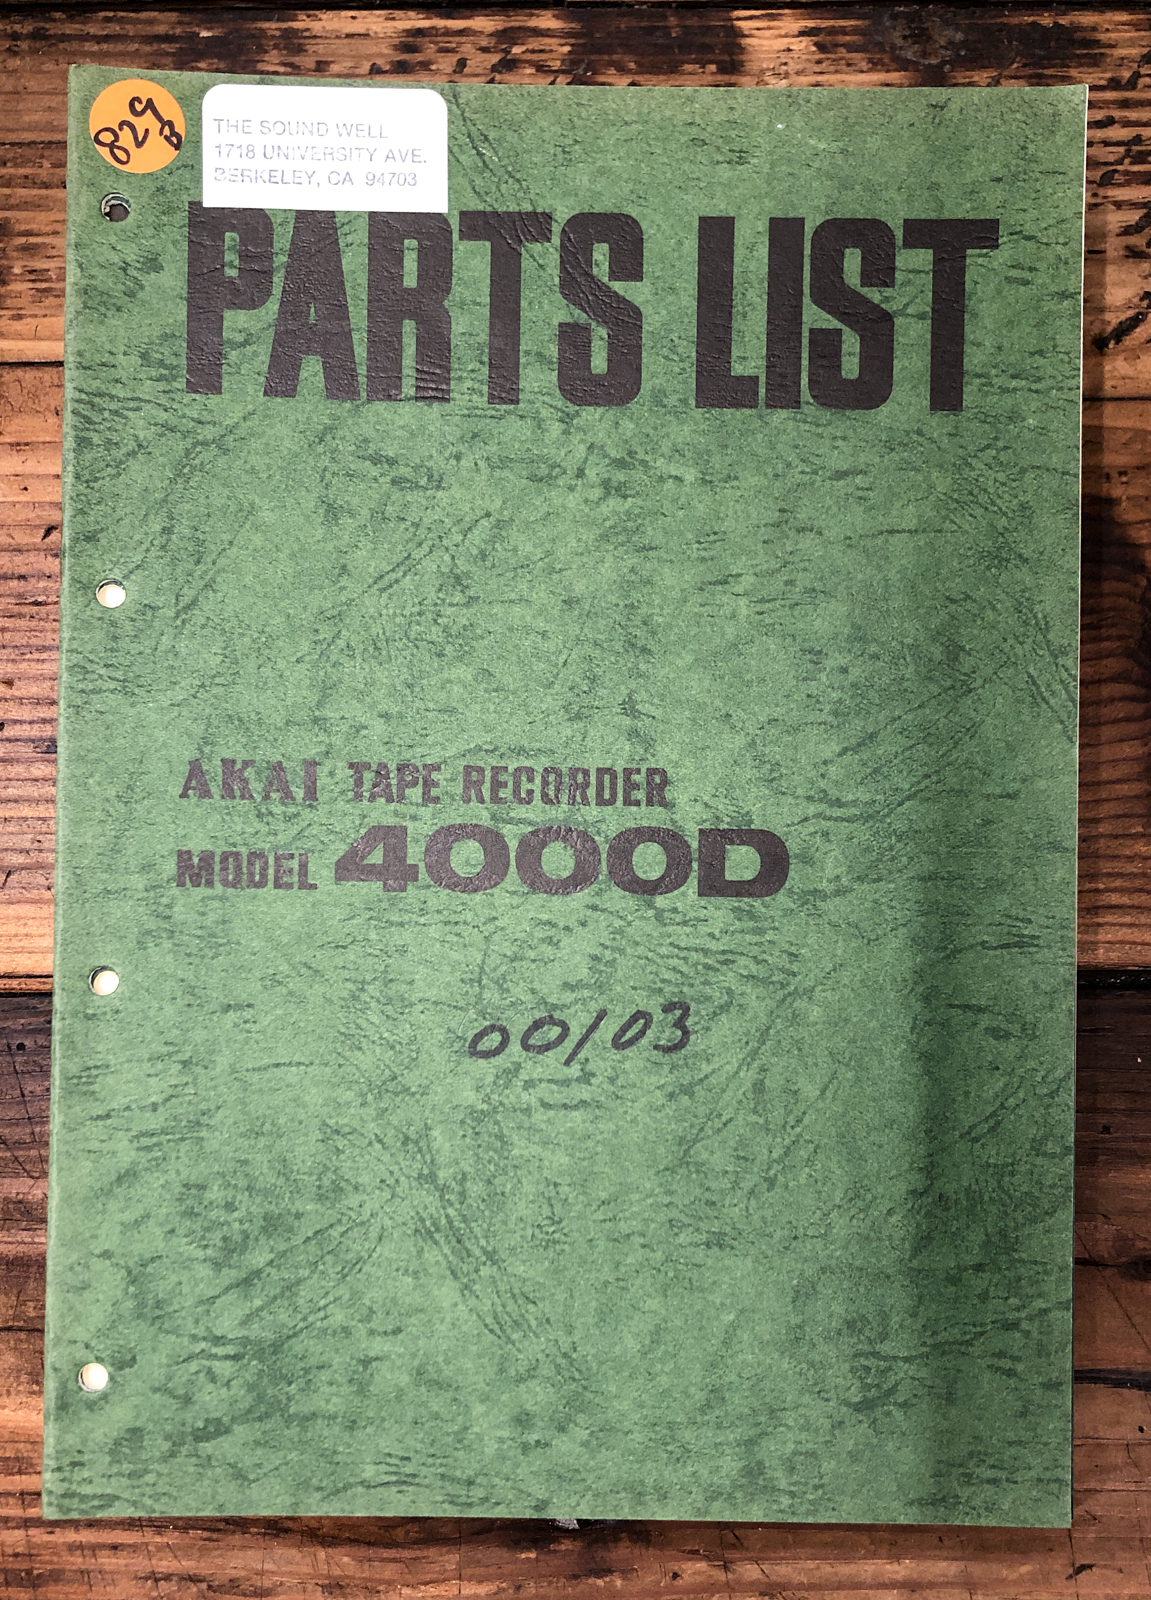 829
B
THE SOUND WELL
1718 UNIVERSITY AVE.
BERKELEY, CA 94703
PARTS LIST
AKAI TAPE RECORDER
MODEL 4000D
00/03